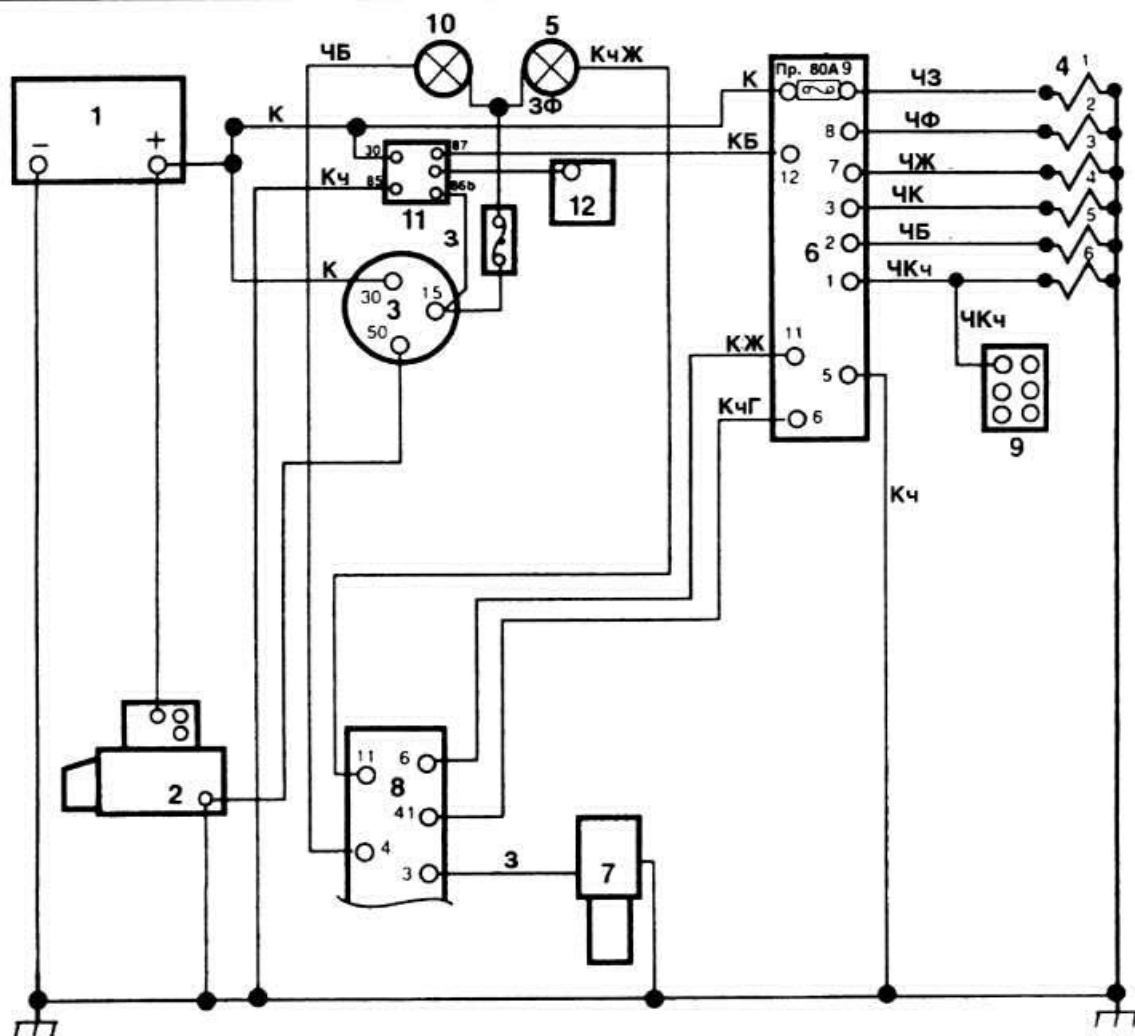 10 5
ЧБ КчЖ
Пр. 80А 9 4 1
К ЧЗ
ЗФ 2
1 К 8 ЧФ
- + 3
30 87 КБ 7 ЧЖ
12 4
Кч 85 86b 12 3 ЧК
11 5
З 6 2 ЧБ
К 6
30 3 15 1 ЧКч
50 ЧКч
КЖ 11
5
КчГ 6
9
Кч
11 6
8
2 41
4
3 З 7